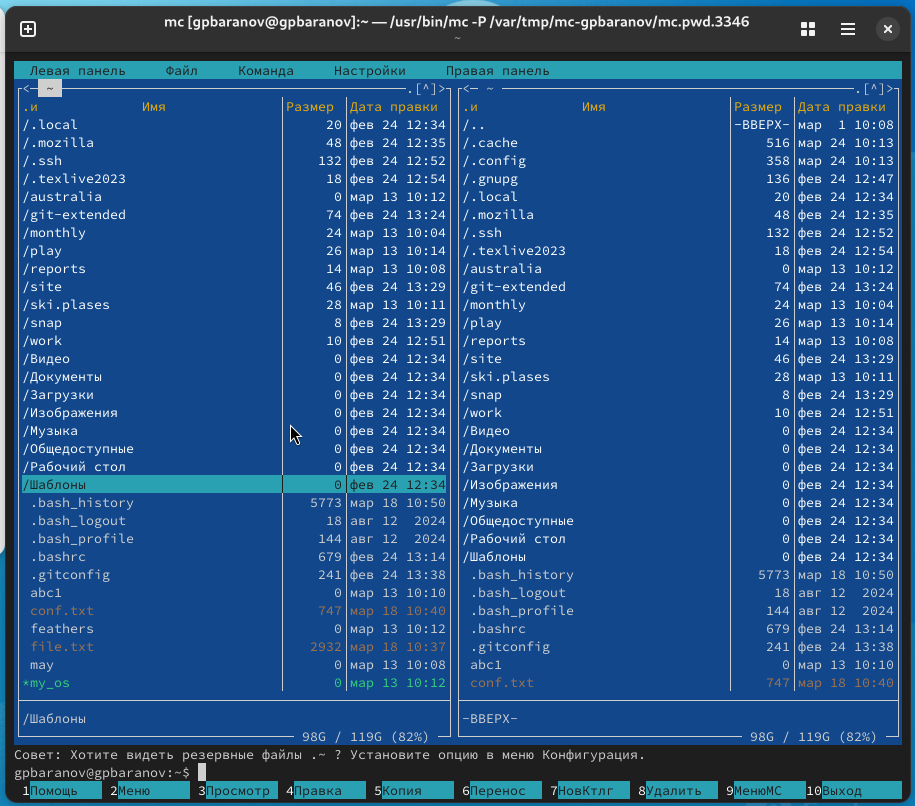 mc [gpbaranov@gpbaranov]:~ — /usr/bin/mc -P /var/tmp/mc-gpbaranov/mc.pwd.3346
~
Левая панель Файл Команда Настройки Правая панель
<─ ~ .[^]> <─ ~ .[^]>
.и Имя Размер Дата правки .и Имя Размер Дата правки
/.local 20 фев 24 12:34 /.. -ВВЕРХ- мар 1 10:08
/.mozilla 48 фев 24 12:35 /.cache 516 мар 24 10:13
/.ssh 132 фев 24 12:52 /.config 358 мар 24 10:13
/.texlive2023 18 фев 24 12:54 /.gnupg 136 фев 24 12:47
/australia 0 мар 13 10:12 /.local 20 фев 24 12:34
/git-extended 74 фев 24 13:24 /.mozilla 48 фев 24 12:35
/monthly 24 мар 13 10:04 /.ssh 132 фев 24 12:52
/play 26 мар 13 10:14 /.texlive2023 18 фев 24 12:54
/reports 14 мар 13 10:08 /australia 0 мар 13 10:12
/site 46 фев 24 13:29 /git-extended 74 фев 24 13:24
/ski.plases 28 мар 13 10:11 /monthly 24 мар 13 10:04
/snap 8 фев 24 13:29 /play 26 мар 13 10:14
/work 10 фев 24 12:51 /reports 14 мар 13 10:08
/Видео 0 фев 24 12:34 /site 46 фев 24 13:29
/Документы 0 фев 24 12:34 /ski.plases 28 мар 13 10:11
/Загрузки 0 фев 24 12:34 /snap 8 фев 24 13:29
/Изображения 0 фев 24 12:34 /work 10 фев 24 12:51
/Музыка 0 фев 24 12:34 /Видео 0 фев 24 12:34
/Общедоступные 0 фев 24 12:34 /Документы 0 фев 24 12:34
/Рабочий стол 0 фев 24 12:34 /Загрузки 0 фев 24 12:34
/Шаблоны 0 фев 24 12:34 /Изображения 0 фев 24 12:34
.bash_history 5773 мар 18 10:50 /Музыка 0 фев 24 12:34
.bash_logout 18 авг 12 2024 /Общедоступные 0 фев 24 12:34
.bash_profile 144 авг 12 2024 /Рабочий стол 0 фев 24 12:34
.bashrc 679 фев 24 13:14 /Шаблоны 0 фев 24 12:34
.gitconfig 241 фев 24 13:38 .bash_history 5773 мар 18 10:50
abc1 0 мар 13 10:10 .bash_logout 18 авг 12 2024
conf.txt 747 мар 18 10:40 .bash_profile 144 авг 12 2024
feathers 0 мар 13 10:12 .bashrc 679 фев 24 13:14
file.txt 2932 мар 18 10:37 .gitconfig 241 фев 24 13:38
may 0 мар 13 10:08 abc1 0 мар 13 10:10
*my_os 0 мар 13 10:12 conf.txt 747 мар 18 10:40
/Шаблоны -ВВЕРХ-
98G / 119G (82%) 98G / 119G (82%)
Совет: Хотите видеть резервные файлы .~ ? Установите опцию в меню Конфигурация.
gpbaranov@gpbaranov:~$
1Помощь 2Меню 3Просмотр 4Правка 5Копия 6Перенос 7НовКтлг 8Удалить 9МенюМС 10Выход